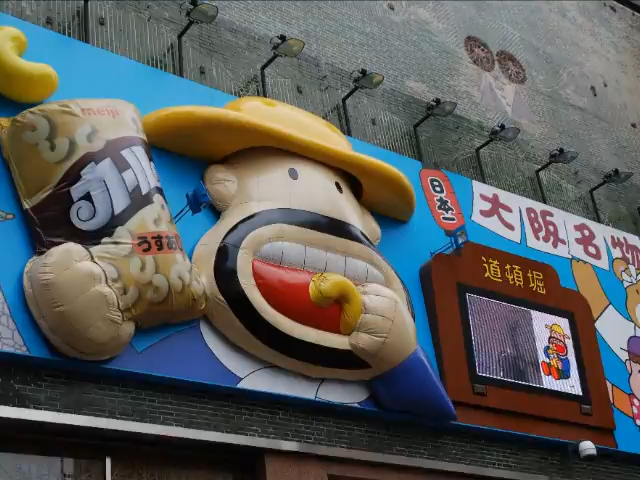 meiji
カール
うすあじ
日本一
大阪名物
道頓堀